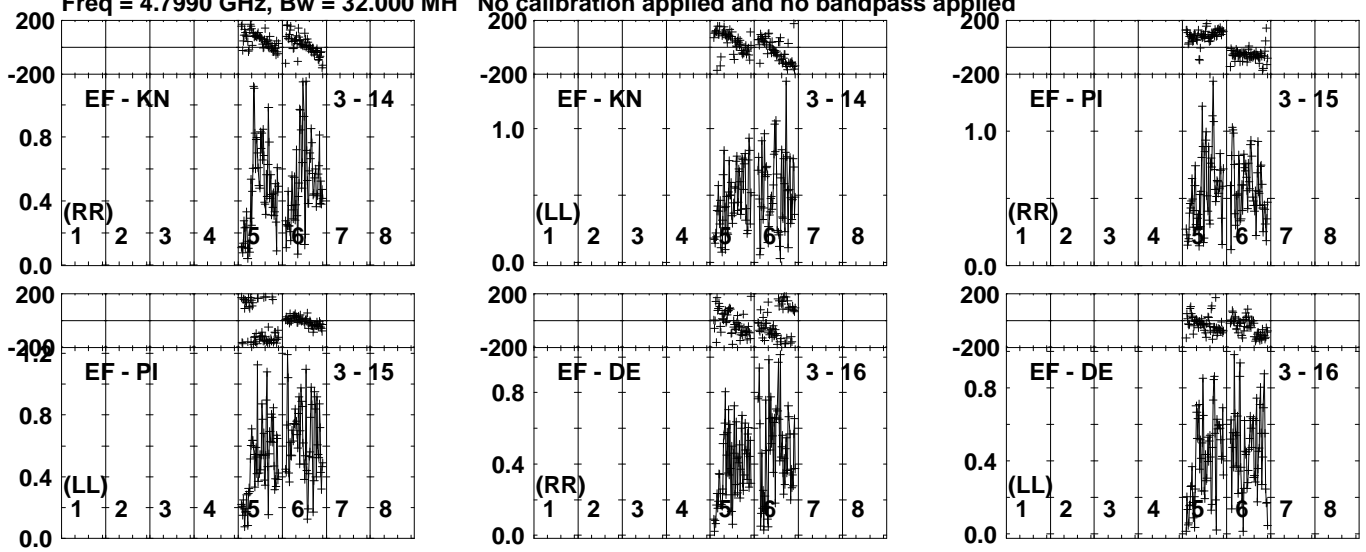 Freq = 4.7990 GHz, Bw = 32.000 MH No calibration applied and no bandpass applied
200
-200
EF - KN 3 - 14
0.8
0.4
0.0
(RR)
1 2 3 4 5 6 7 8
EF - KN 3 - 14
1.0
0.0
(LL)
1 2 3 4 5 6 7 8
EF - PI 3 - 15
1.0
0.0
(RR)
1 2 3 4 5 6 7 8
200
-200
1.2
EF - PI 3 - 15
0.8
0.4
0.0
(LL)
1 2 3 4 5 6 7 8
200
-200
EF - DE 3 - 16
0.8
0.4
0.0
(RR)
1 2 3 4 5 6 7 8
200
-200
EF - DE 3 - 16
0.8
0.4
0.0
(LL)
1 2 3 4 5 6 7 8